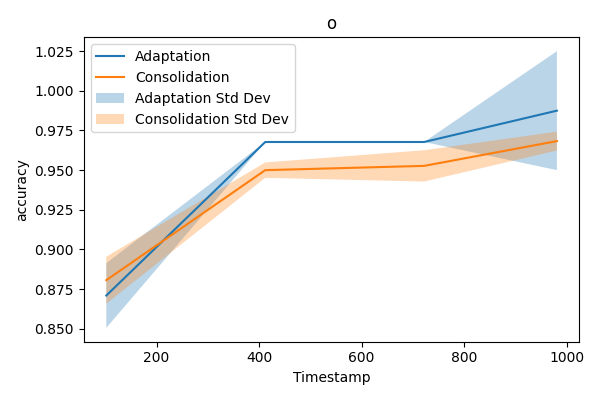 o
1.025
1.000
0.975
0.950
0.925
0.900
0.875
0.850
accuracy
Adaptation
Consolidation
Adaptation Std Dev
Consolidation Std Dev
200
400
600
800
1000
Timestamp